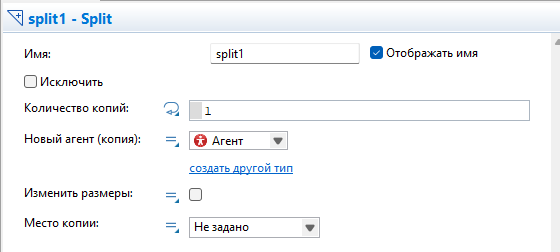 split1 - Split
Имя: split1 Отображать имя
Исключить
Количество копий: 1
Новый агент (копия): Агент
создать другой тип
Изменить размеры:
Место копии: Не задано